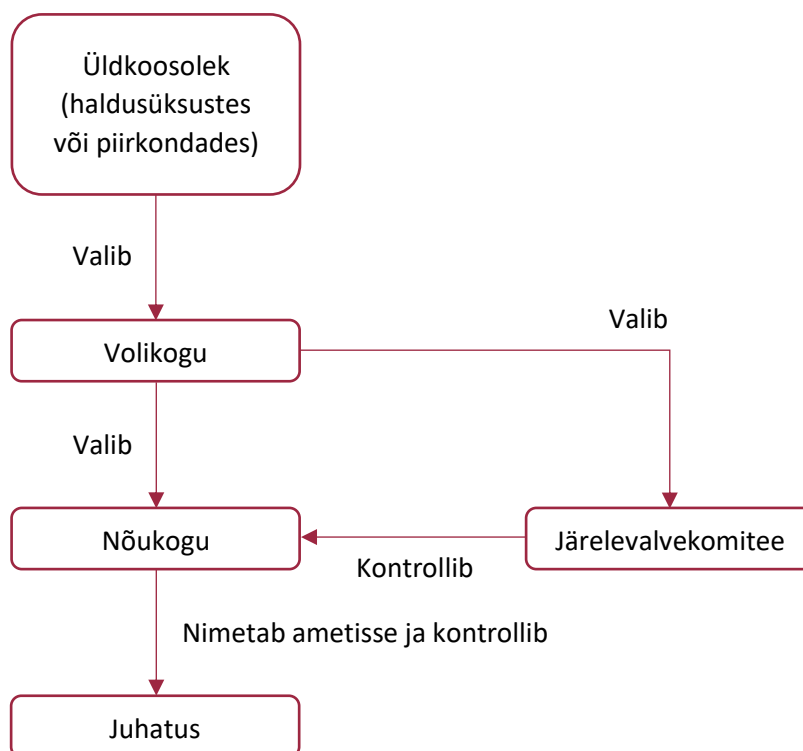 Üldkoosolek
(haldusüksustes
või piirkondades)
Valib
Valib
Volikogu
Valib
Nõukogu
Järelevalvekomitee
Kontrollib
Nimetab ametisse ja kontrollib
Juhatus